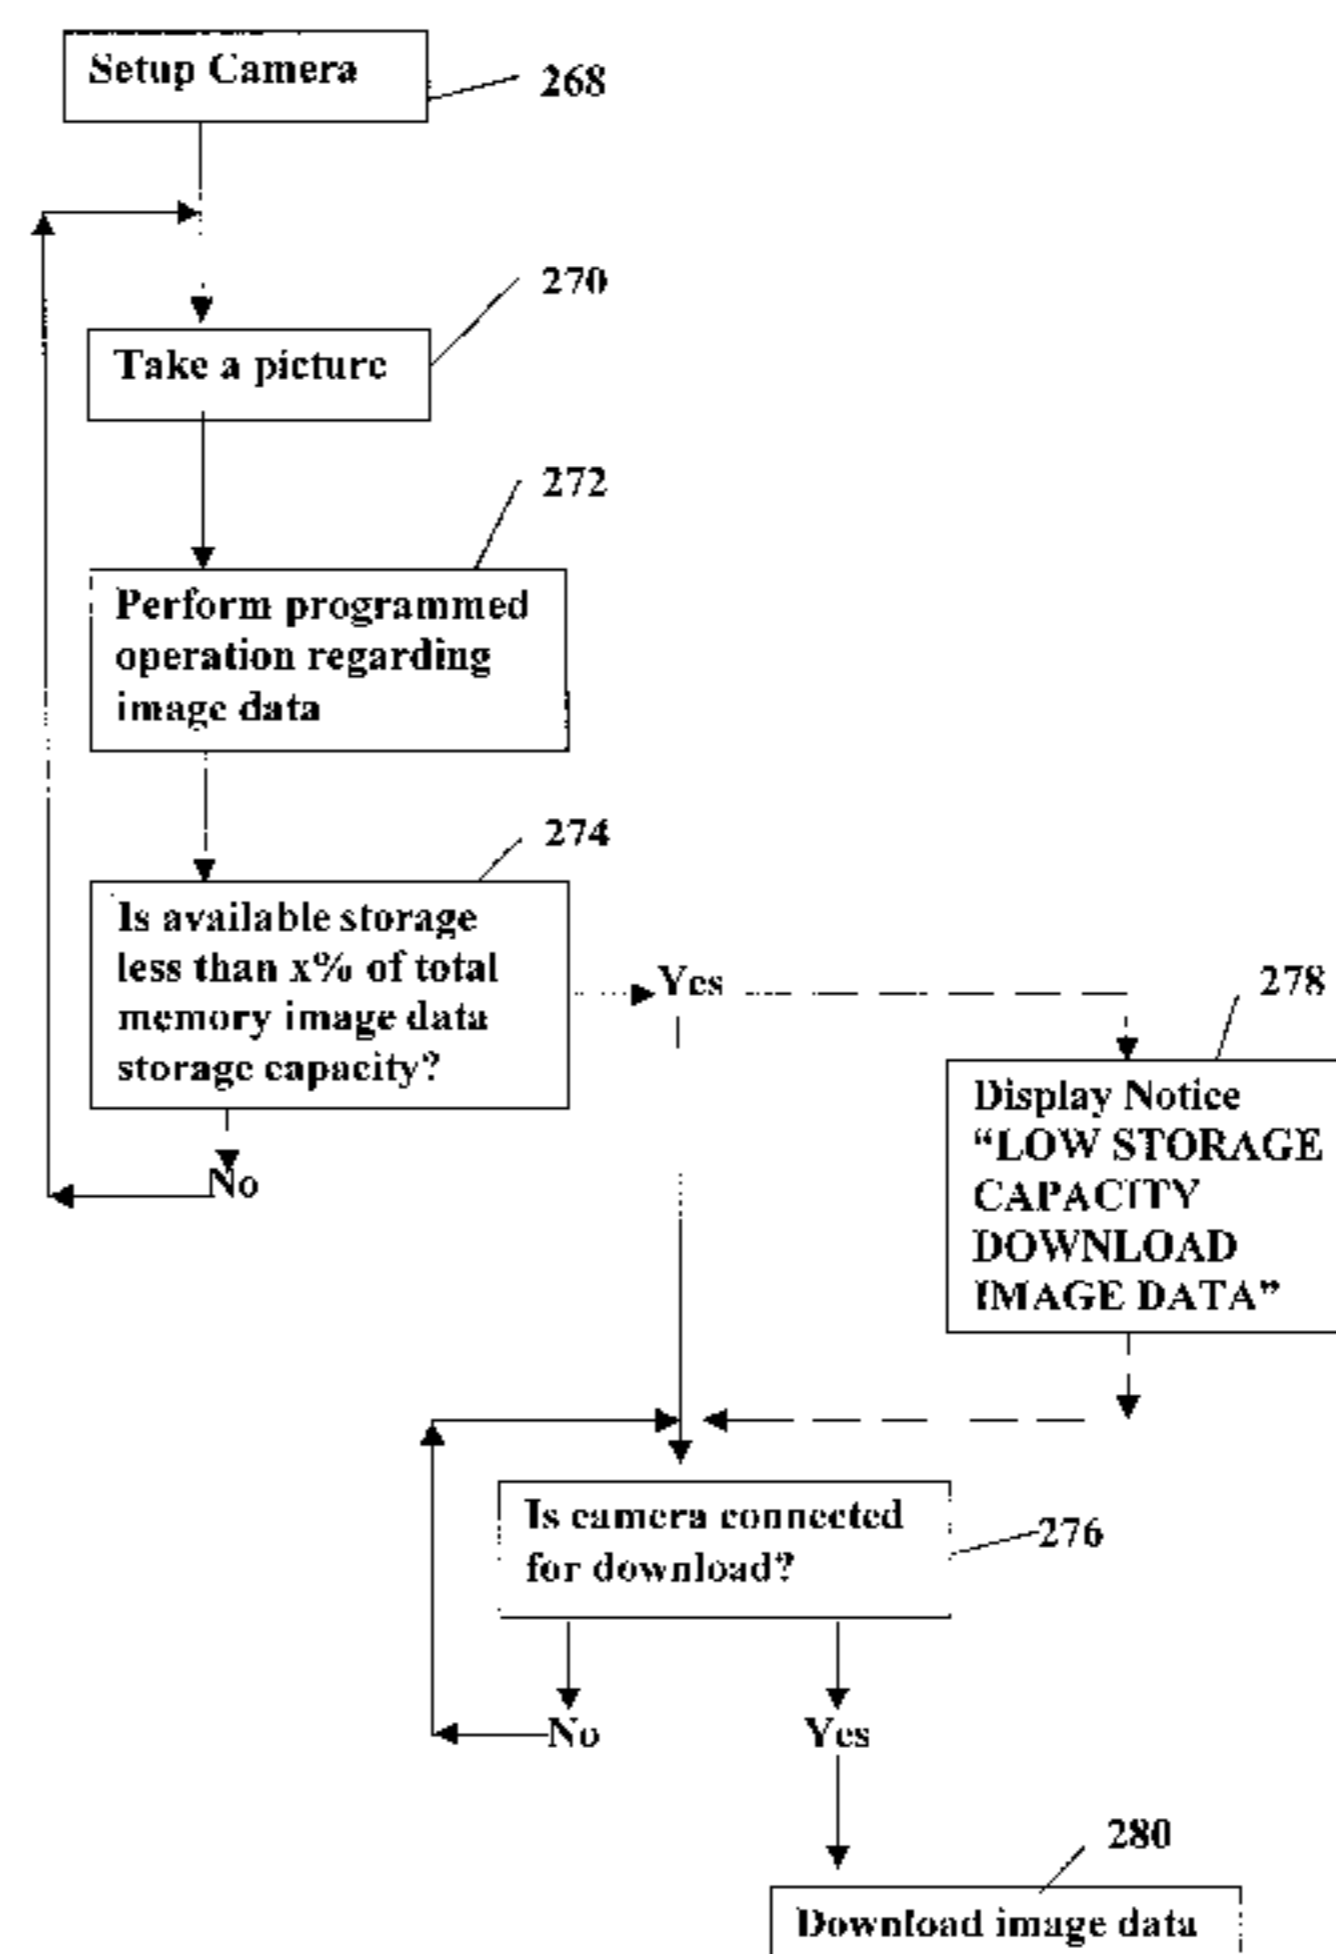 Setup Camera
268
270
Take a picture
272
Perform programmed
operation regarding
image data
274
Is available storage
less than x% of total
memory image data
storage capacity?
Yes
278
Display Notice
“LOW STORAGE
CAPACITY
DOWNLOAD
IMAGE DATA”
No
Is camera connected
for download?
276
No
Yes
280
Download image data